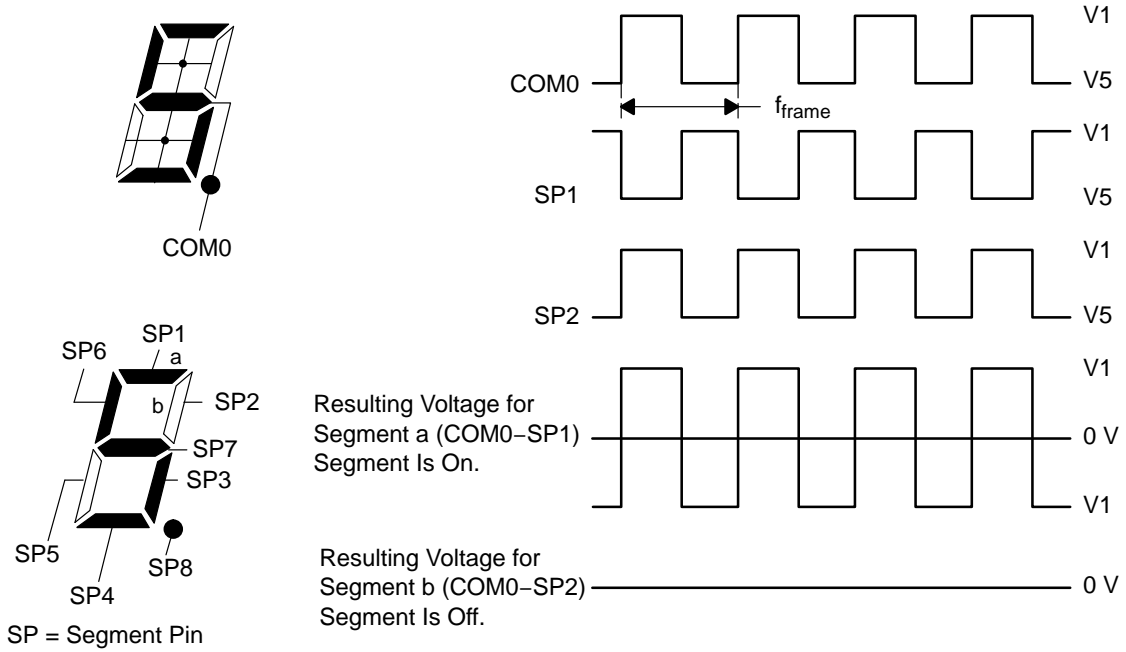 COM0
SP1
SP6
a
b
SP2
SP7
SP3
SP5
SP8
SP4
SP = Segment Pin
V1
COM0
V5
fframe
V1
SP1
V5
V1
SP2
V5
V1
Resulting Voltage for
Segment a (COM0−SP1)
Segment Is On.
0 V
V1
Resulting Voltage for
Segment b (COM0−SP2)
Segment Is Off.
0 V